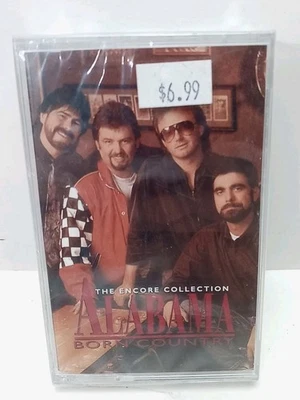 $6.99
THE ENCORE COLLECTION
ALABAMA
BORN COUNTRY